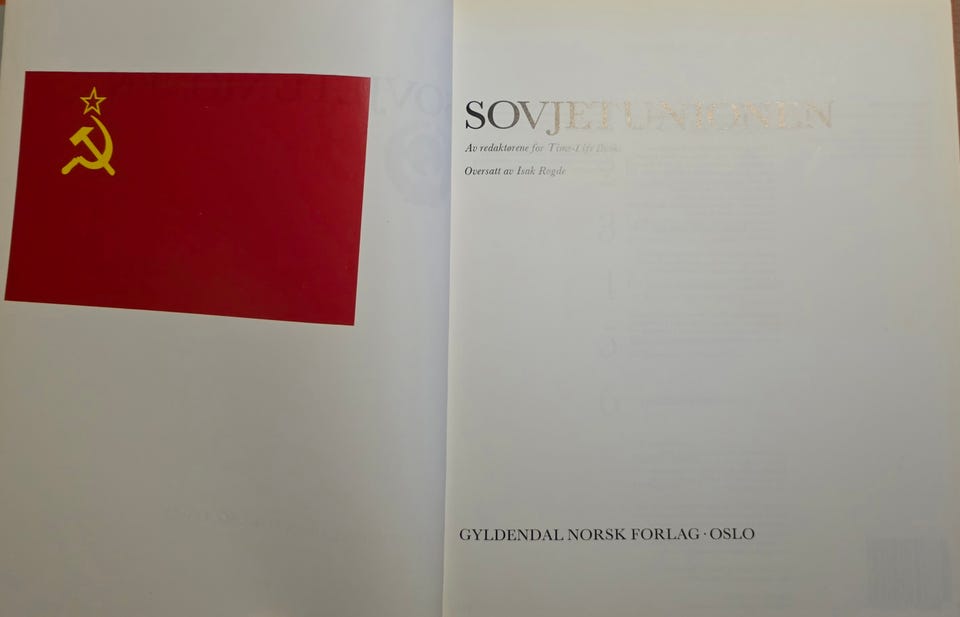 SOVJETUNIONEN
Av redaktørene for Time-Life Books
Oversatt av Isak Rogde
GYLDENDAL NORSK FORLAG · OSLO